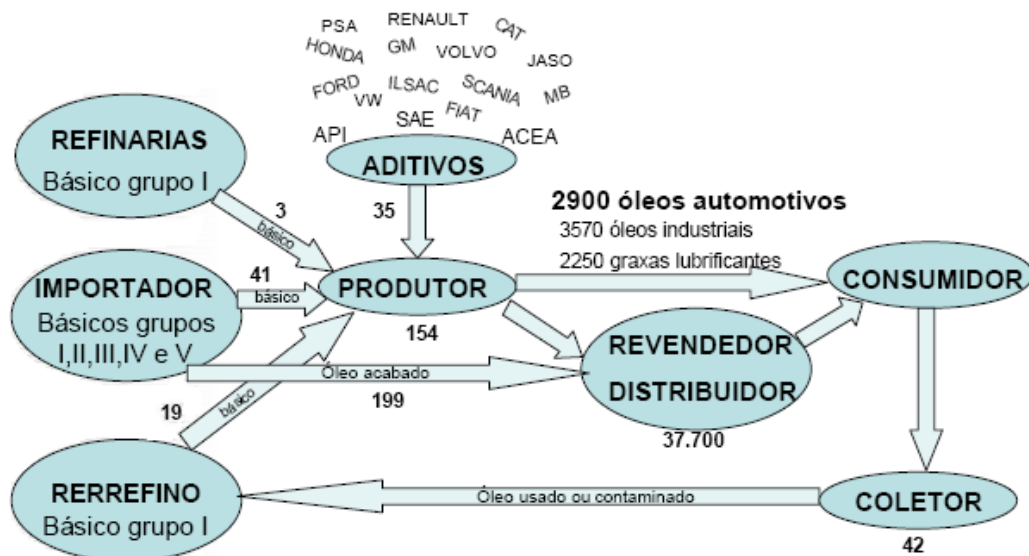 PSA
RENAULT
CAT
HONDA
GM
VOLVO
JASO
FORD
VW
ILSAC
SCANIA
MB
FIAT
API
SAE
ACEA
REFINARIAS
Básico grupo I
ADITIVOS
3
básico
35
2900 óleos automotivos
3570 óleos industriais
2250 graxas lubrificantes
IMPORTADOR
Básicos grupos
I,II,III,IV e V
41
básico
PRODUTOR
154
CONSUMIDOR
REVENDEDOR
DISTRIBUIDOR
37.700
Óleo acabado
199
19
básico
RERREFINO
Básico grupo I
Óleo usado ou contaminado
COLETOR
42